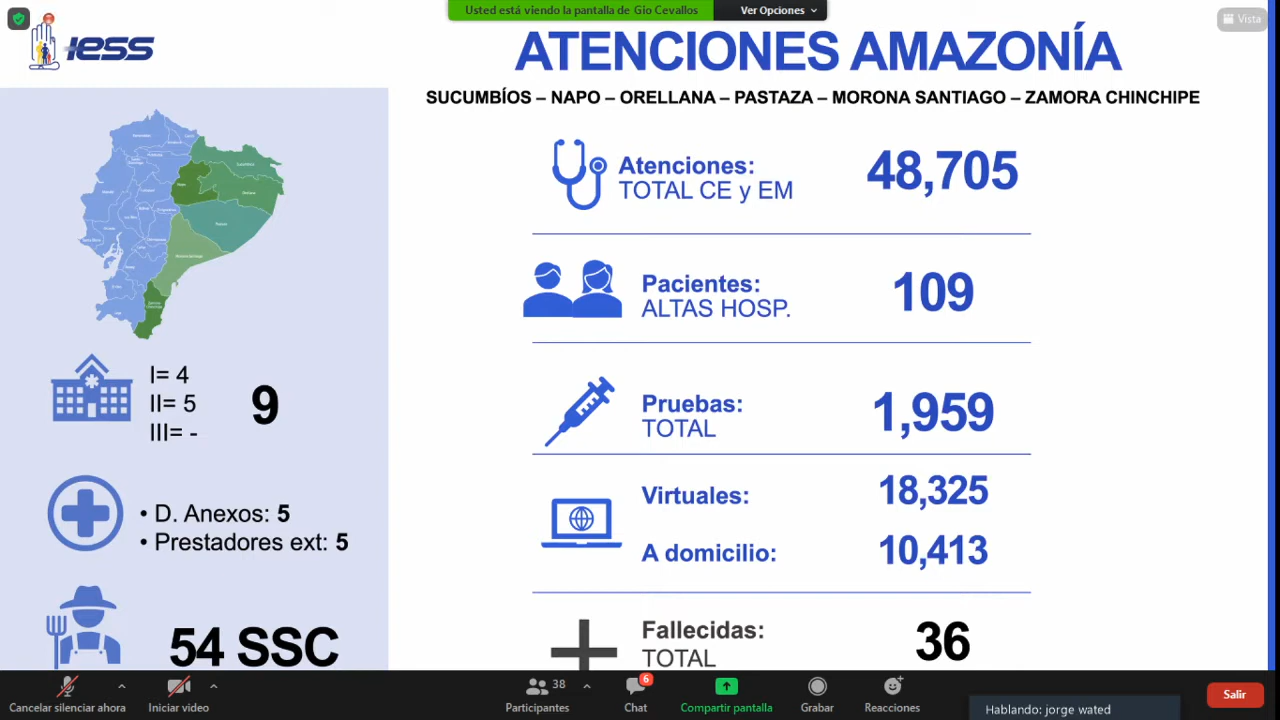 Usted está viendo la pantalla de Gio Cevallos
Ver Opciones
Vista
IESS
ATENCIONES AMAZONÍA
SUCUMBÍOS – NAPO – ORELLANA – PASTAZA – MORONA SANTIAGO – ZAMORA CHINCHIPE
Atenciones:
TOTAL CE y EM
48,705
Pacientes:
ALTAS HOSP.
109
Pruebas:
TOTAL
1,959
Virtuales:
18,325
A domicilio:
10,413
Fallecidas:
TOTAL
36
I= 4
II= 5
III= -
9
• D. Anexos: 5
• Prestadores ext: 5
54 SSC
Cancelar silenciar ahora
Iniciar video
38
Participantes
6
Chat
Compartir pantalla
Grabar
Reacciones
Hablando: jorge wated
Salir